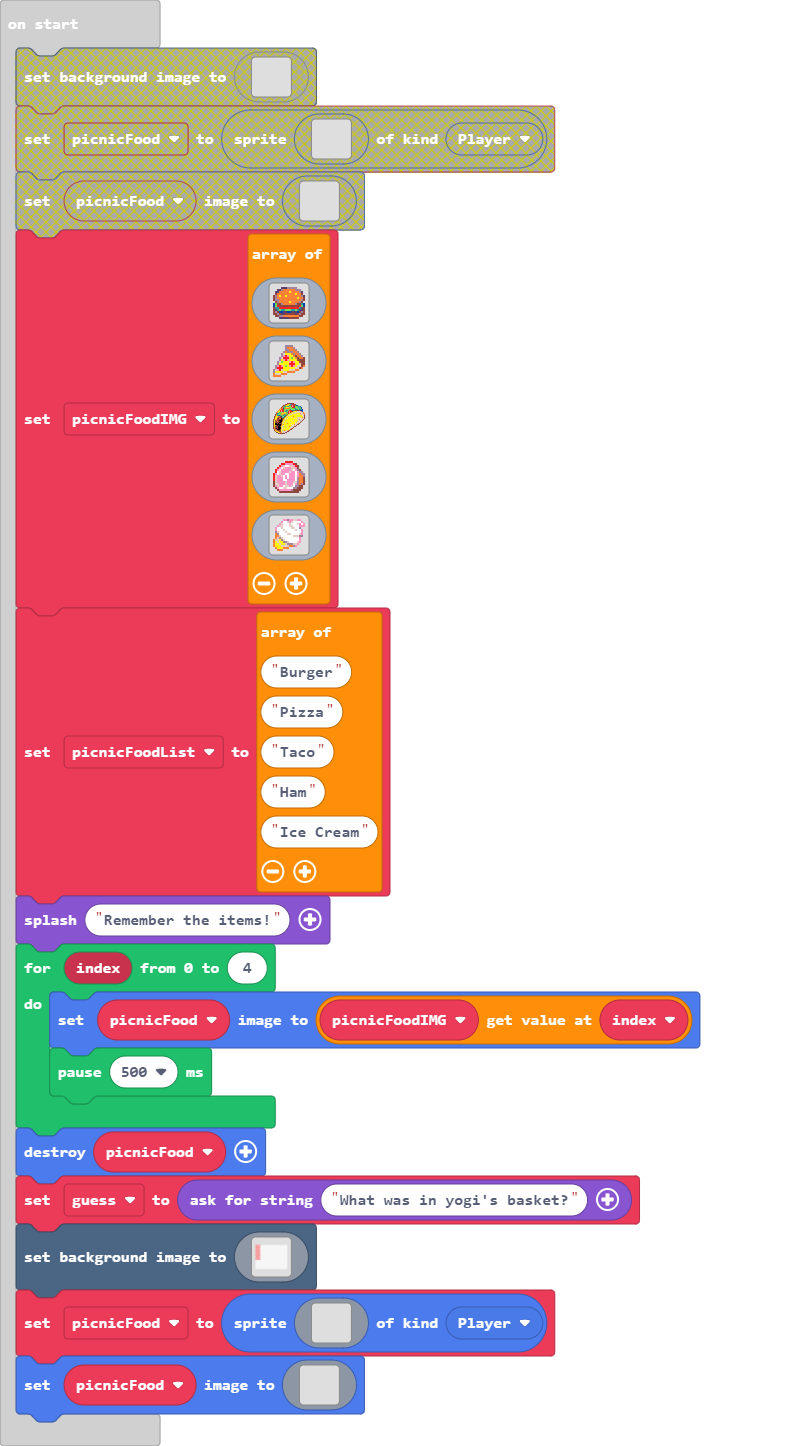 on start
set background image to
set picnicFood to sprite of kind Player
set picnicFood image to
array of
set picnicFoodIMG to
array of
"Burger"
"Pizza"
set picnicFoodList to "Taco"
"Ham"
"Ice Cream"
splash "Remember the items!"
for index from 0 to 4
do
set picnicFood image to picnicFoodIMG get value at index
pause 500 ms
destroy picnicFood
set guess to ask for string "What was in yogi's basket?"
set background image to
set picnicFood to sprite of kind Player
set picnicFood image to